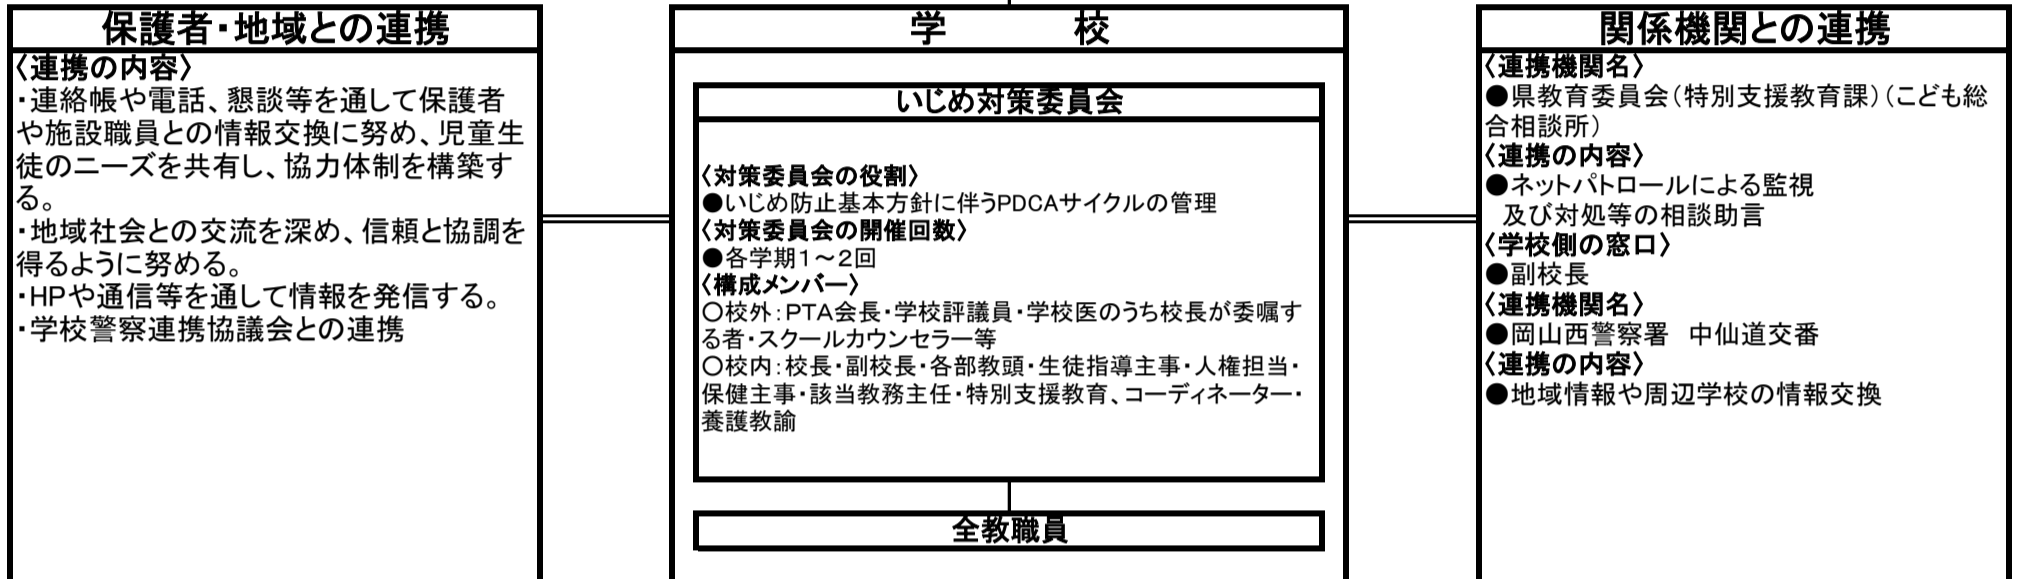 保護者・地域との連携
〈連携の内容〉
・連絡帳や電話、懇談等を通して保護者
や施設職員との情報交換に努め、児童生
徒のニーズを共有し、協力体制を構築す
る。
・地域社会との交流を深め、信頼と協調を
得るように努める。
・HPや通信等を通して情報を発信する。
・学校警察連携協議会との連携
学　校
いじめ対策委員会
〈対策委員会の役割〉
●いじめ防止基本方針に伴うPDCAサイクルの管理
〈対策委員会の開催回数〉
●各学期１～２回
〈構成メンバー〉
○校外：PTA会長・学校評議員・学校医のうち校長が委嘱す
る者・スクールカウンセラー等
○校内：校長・副校長・各部教頭・生徒指導主事・人権担当・
保健主事・該当教務主任・特別支援教育、コーディネーター・
養護教諭
全教職員
関係機関との連携
〈連携機関名〉
●県教育委員会（特別支援教育課）（こども総
合相談所）
〈連携の内容〉
●ネットパトロールによる監視
及び対処等の相談助言
〈学校側の窓口〉
●副校長
〈連携機関名〉
●岡山西警察署　中仙道交番
〈連携の内容〉
●地域情報や周辺学校の情報交換